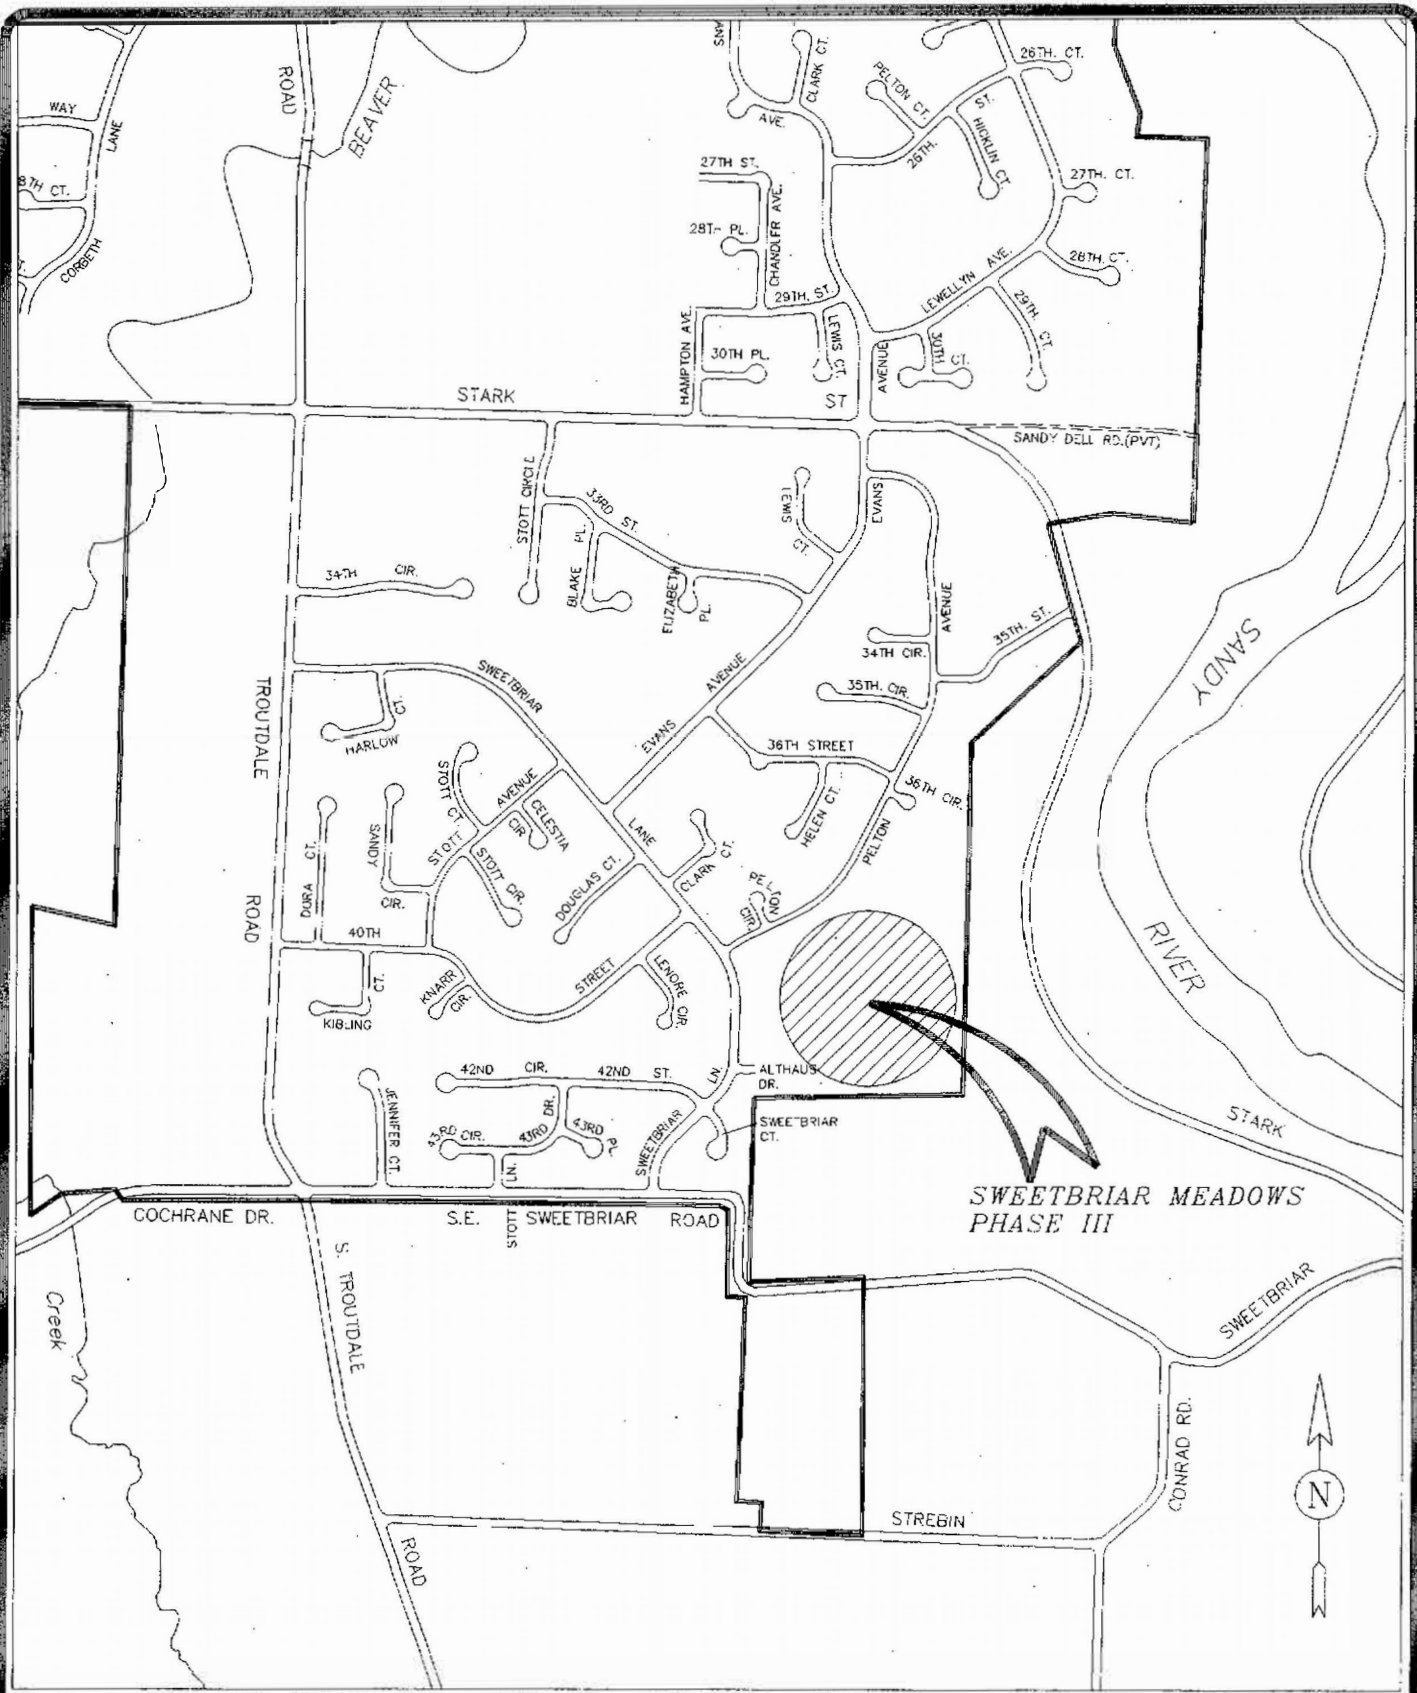 WAY
LANE
8TH CT.
CORBETH
ROAD
BEAVER
CLARK CT.
AVE.
PELTON CT.
26TH. CT.
26TH.
ST.
HICKLIN CT.
27TH ST.
27TH. CT.
28TH PL.
CHANDLER AVE.
28TH. CT.
29TH. ST.
LEWELLYN AVE.
29TH. CT.
HAMPTON AVE.
30TH PL.
LEWIS CT.
AVENUE
30TH CT.
STARK
ST
SANDY DELL RD.(PVT)
STOTT CIRCLE
33RD ST.
LEWIS CT.
EVANS
34TH CIR.
BLAKE PL.
ELIZABETH PL.
AVENUE
35TH. ST.
34TH CIR.
SANDY
TROUTDALE
SWEETBRIAR
AVENUE
35TH. CIR.
HARLOW CT
EVANS
36TH STREET
STOTT CT.
AVENUE
36TH CIR.
CELESTIA CIR
HELEN CT.
SANDY
STOTT
LANE
PELTON
DORA CT.
STOTT CIR.
DOUGLAS CT.
CLARK CT.
CIR.
PELTON CIR.
ROAD
40TH
RIVER
KNARR CIR.
STREET
LENORE CIR.
KIBLING CT.
42ND CIR.
42ND ST.
LN.
ALTHAUS
DR.
JENNIFER CT.
DR.
43RD CIR.
43RD
43RD PL.
SWEETBRIAR
SWEETBRIAR
CT.
STARK
LN.
STOTT
SWEETBRIAR MEADOWS
PHASE III
COCHRANE DR.
S.E. SWEETBRIAR ROAD
S. TROUTDALE
Creek
SWEETBRIAR
CONRAD RD.
N
STREBIN
ROAD